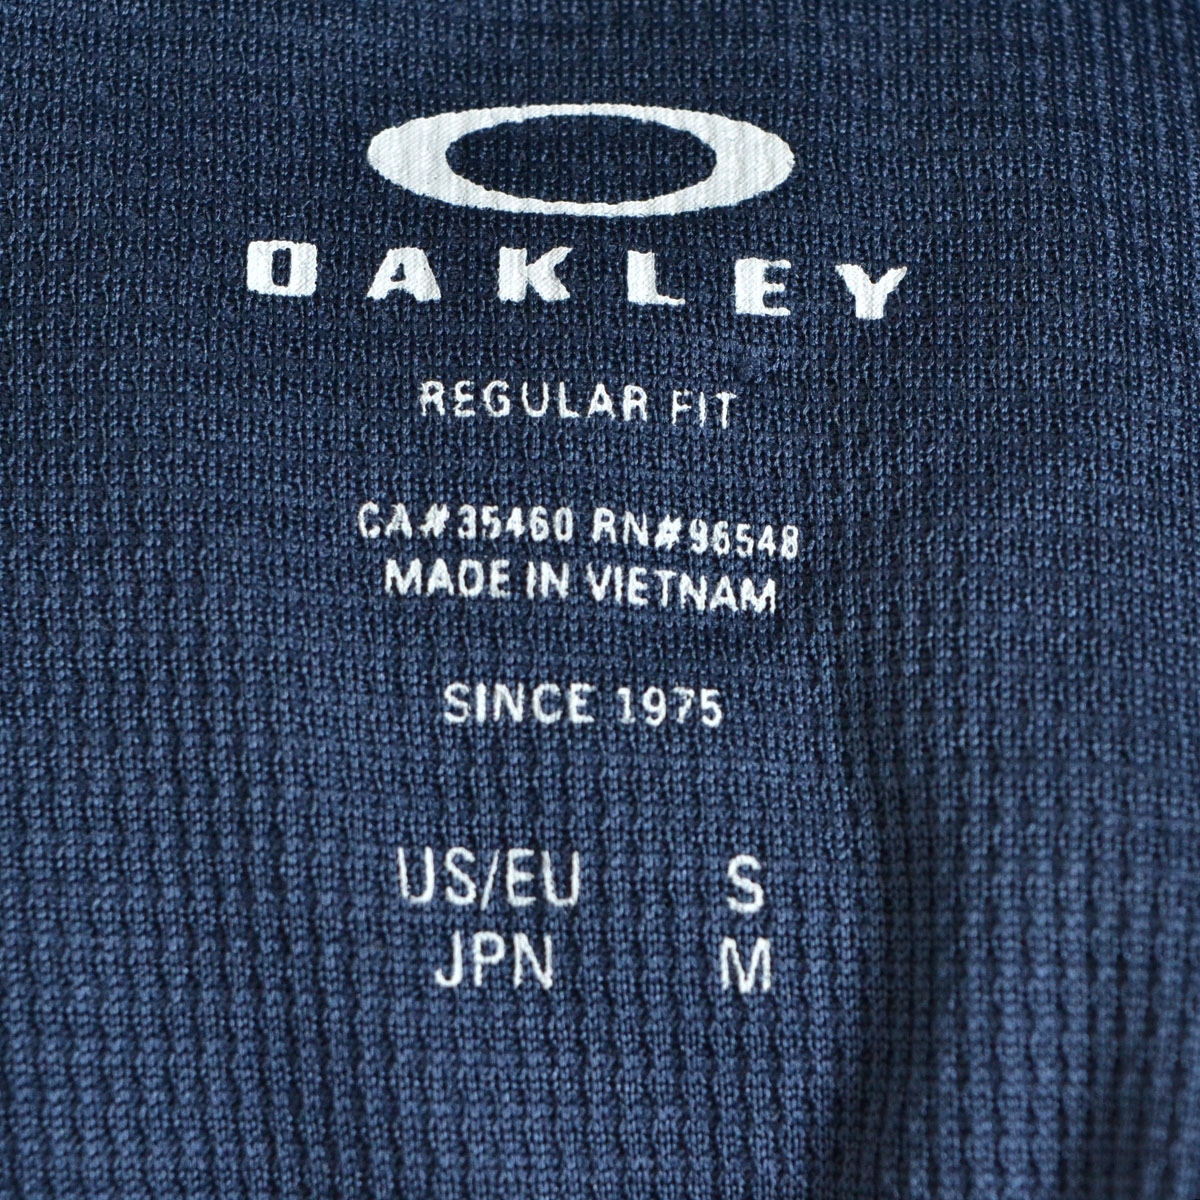 OAKLEY
REGULAR FIT
CA#35460 RN#96548
MADE IN VIETNAM
SINCE 1975
US/EU S
JPN M